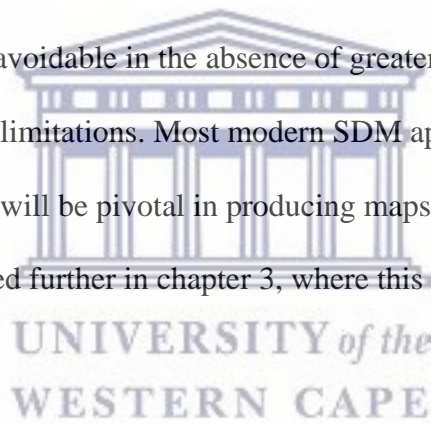 avoidable in the absence of greater
limitations. Most modern SDM ap
will be pivotal in producing maps
ed further in chapter 3, where this
UNIVERSITY of the
WESTERN CAPE